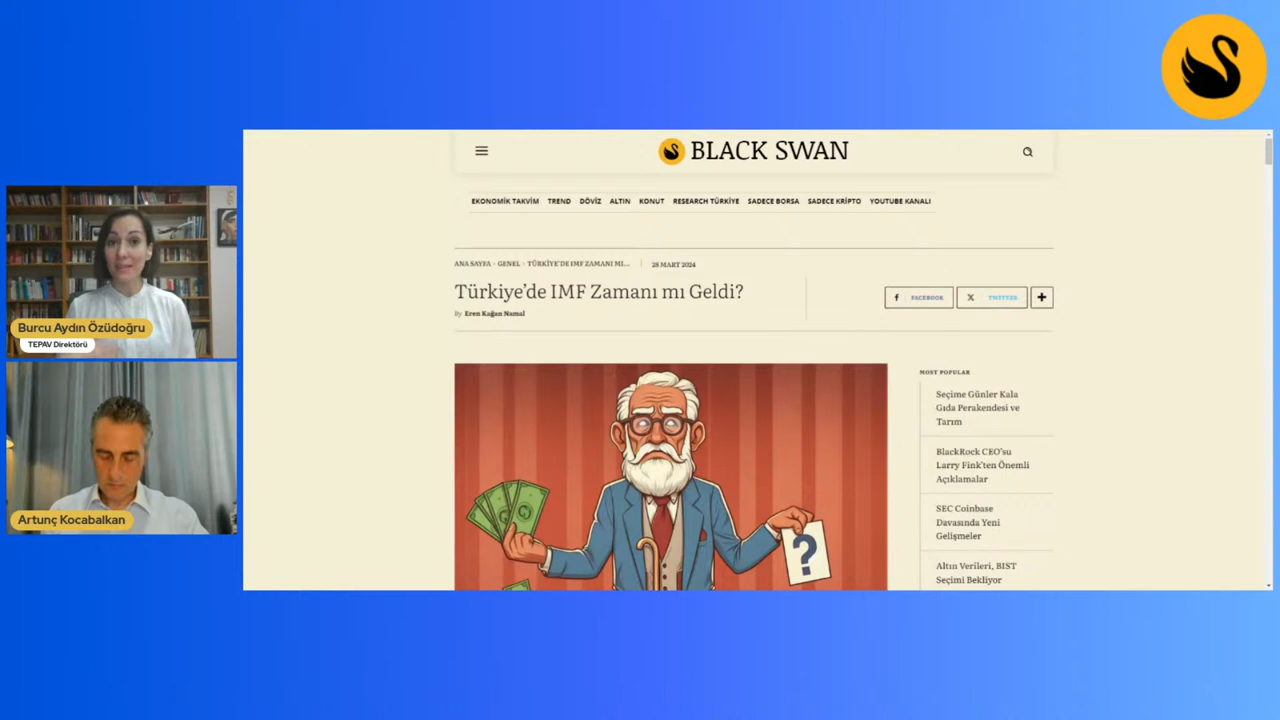 BLACK SWAN
EKONOMİK TAKVİM TREND DÖVİZ ALTIN KONUT RESEARCH TÜRKİYE SADECE BORSA SADECE KRİPTO YOUTUBE KANALI
ANA SAYFA › GENEL › TÜRKİYE'DE IMF ZAMANI MI... 28 MART 2024
Türkiye’de IMF Zamanı mı Geldi?
By Eren Kağan Namal
FACEBOOK
TWITTER
MOST POPULAR
Seçime Günler Kala
Gıda Perakendesi ve
Tarım
BlackRock CEO’su
Larry Fink’ten Önemli
Açıklamalar
SEC Coinbase
Davasında Yeni
Gelişmeler
Altın Verileri, BIST
Seçimi Bekliyor
?
Burcu Aydın Özüdoğru
TEPAV Direktörü
Artunç Kocabalkan